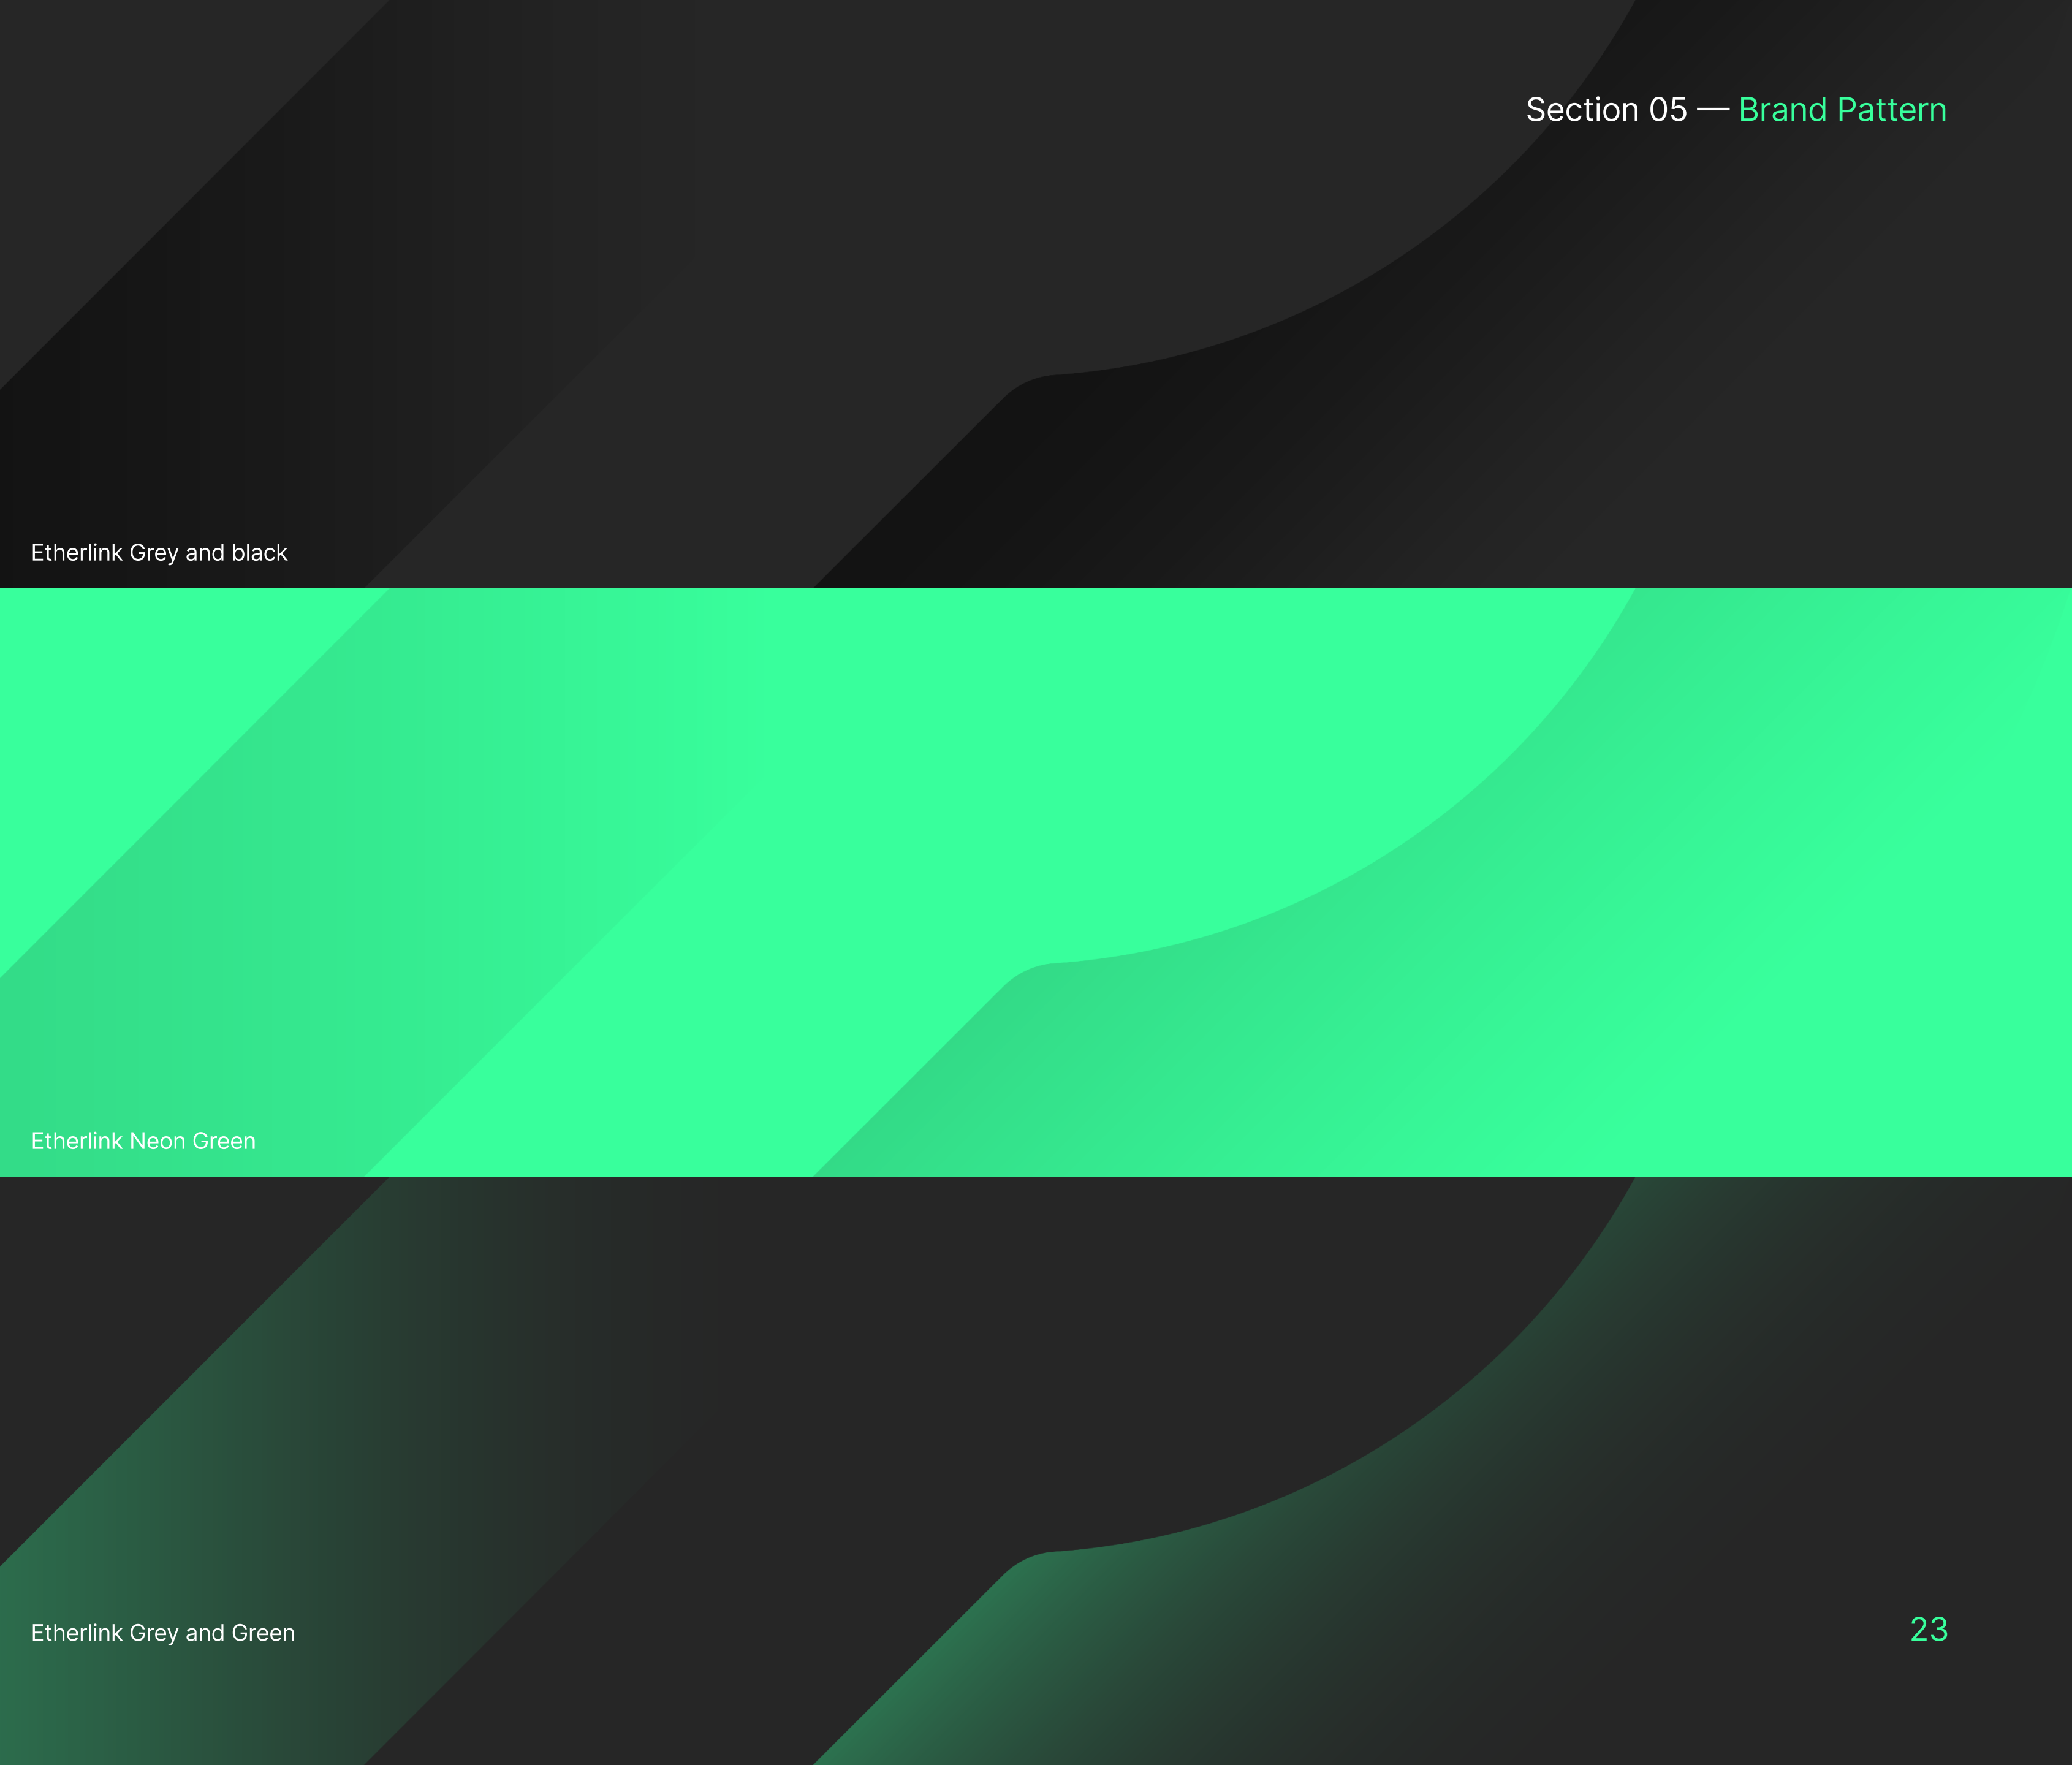 Section 05 — Brand Pattern
Etherlink Grey and black
Etherlink Neon Green
Etherlink Grey and Green
23